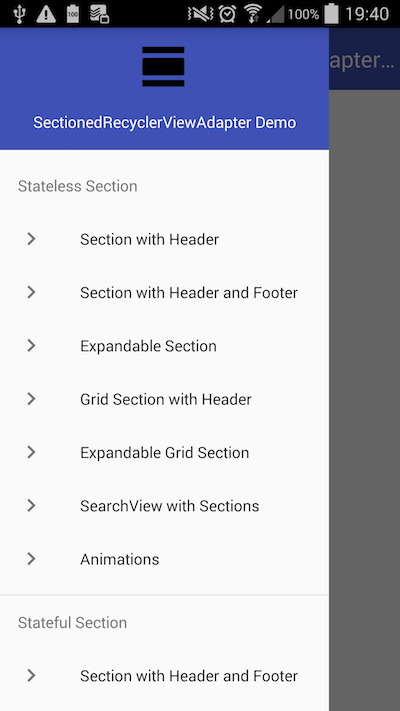 100
100%
19:40
apter...
SectionedRecyclerViewAdapter Demo
Stateless Section
Section with Header
Section with Header and Footer
Expandable Section
Grid Section with Header
Expandable Grid Section
SearchView with Sections
Animations
Stateful Section
Section with Header and Footer